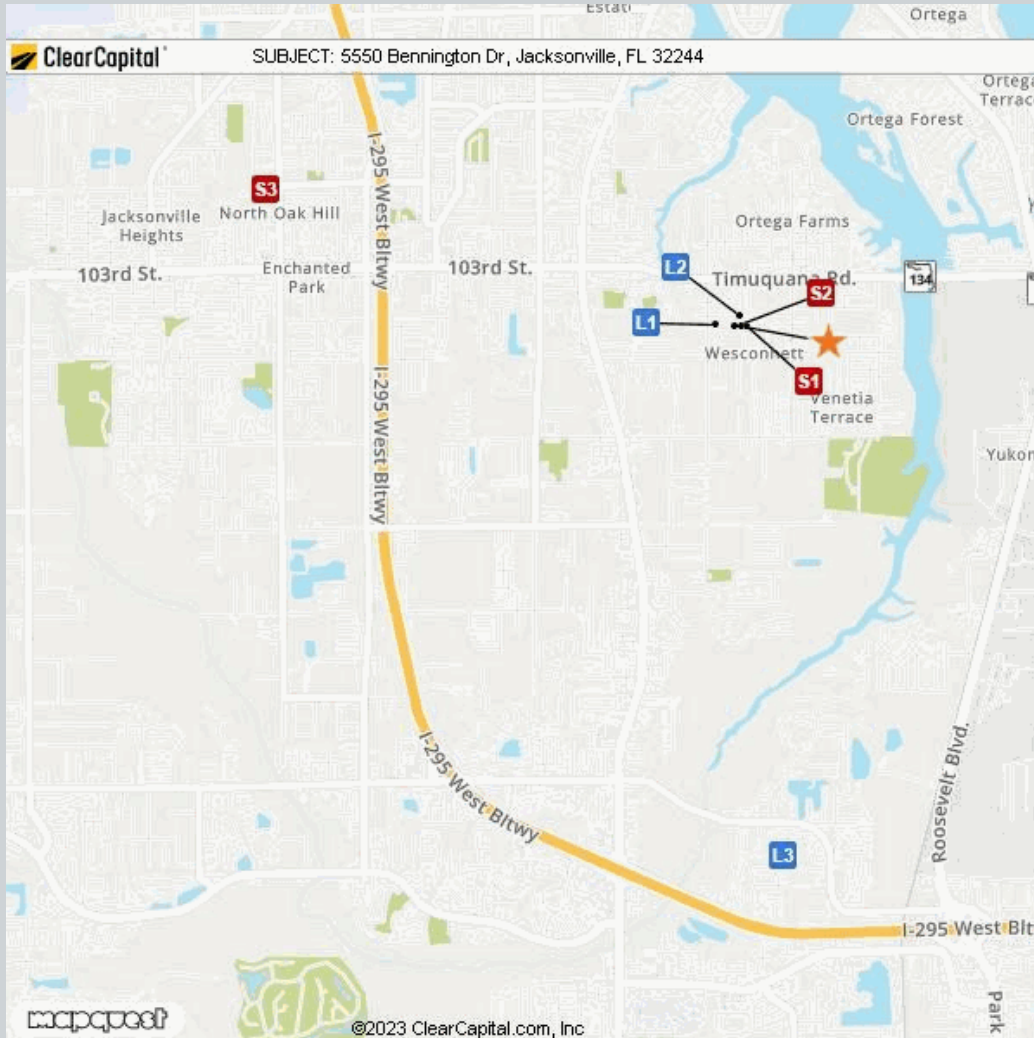 Estati
Ortega
ClearCapital
SUBJECT: 5550 Bennington Dr, Jacksonville, FL 32244
Ortega
Terrac
Ortega Forest
I-295 West Bltwy
S3
Jacksonville
Heights
North Oak Hill
Ortega Farms
103rd St.
Enchanted
Park
103rd St.
L2
Timuquana Rd.
134
S2
L1
Wesconnett
S1
Venetia
Terrace
I-295 West Bltwy
Yukon
I-295 West Bltwy
Roosevelt Blvd.
L3
I-295 West Blt
Park
mapquest
©2023 ClearCapital.com, Inc